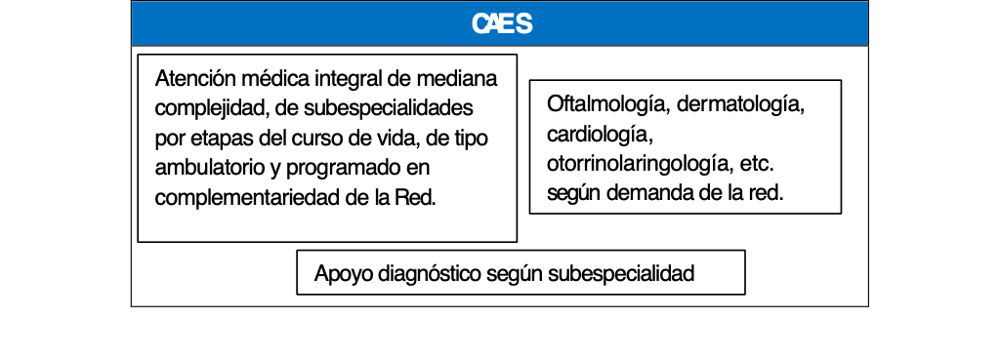 CAES
Atención médica integral de mediana
complejidad, de subespecialidades
por etapas del curso de vida, de tipo
ambulatorio y programado en
complementariedad de la Red.
Oftalmología, dermatología,
cardiología,
otorrinolaringología, etc.
según demanda de la red.
Apoyo diagnóstico según subespecialidad